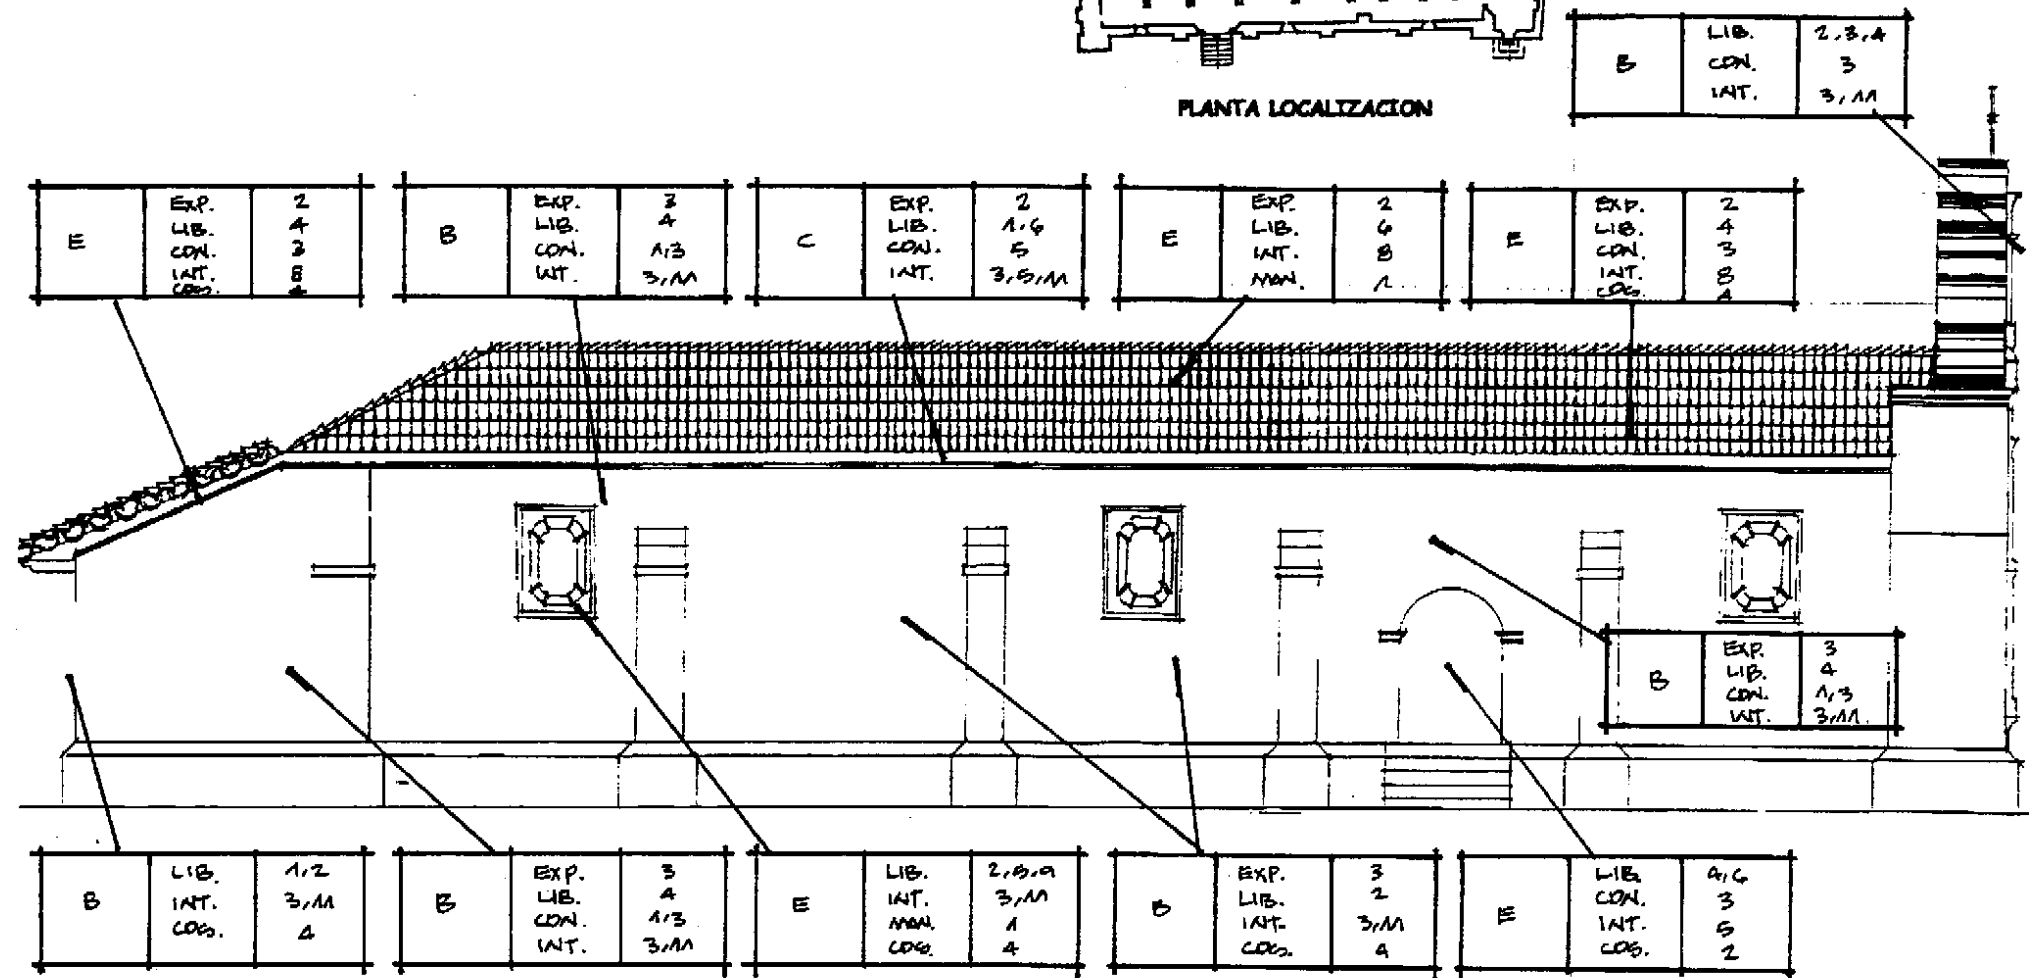 B LIB. 2,3,4
CON. 3
INT. 3,11
PLANTA LOCALIZACION
E EXP. 2
LIB. 4
CON. 3
INT. 8
COG. 4
B EXP. 3
LIB. 4
CON. 1,3
INT. 3,11
C EXP. 2
LIB. 1,6
CON. 5
INT. 3,5,11
E EXP. 2
LIB. 6
INT. 8
MAN. 1
E EXP. 2
LIB. 4
CON. 3
INT. 8
COG. 4
B EXP. 3
LIB. 4
CON. 1,3
INT. 3,11.
B LIB. 1,2
INT. 3,11
COG. 4
B EXP. 3
LIB. 4
CON. 1,3
INT. 3,11
E LIB. 2,5,9
INT. 3,11
MAN. 1
COG. 4
B EXP. 3
LIB. 2
INT. 3,11
COG. 4
E LIB. 4,6
CON. 3
INT. 5
COG. 2